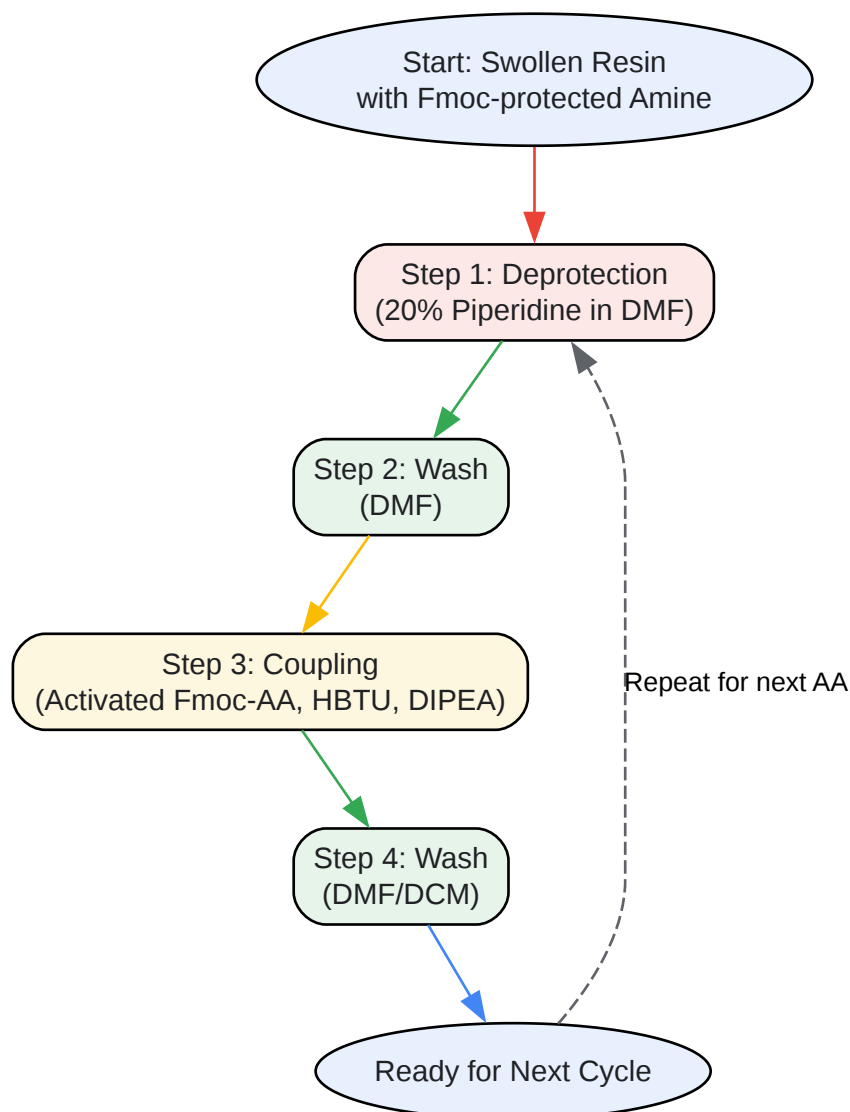 Start: Swollen Resin
with Fmoc-protected Amine
Step 1: Deprotection
(20% Piperidine in DMF)
Step 2: Wash
(DMF)
Step 3: Coupling
(Activated Fmoc-AA, HBTU, DIPEA)
Repeat for next AA
Step 4: Wash
(DMF/DCM)
Ready for Next Cycle